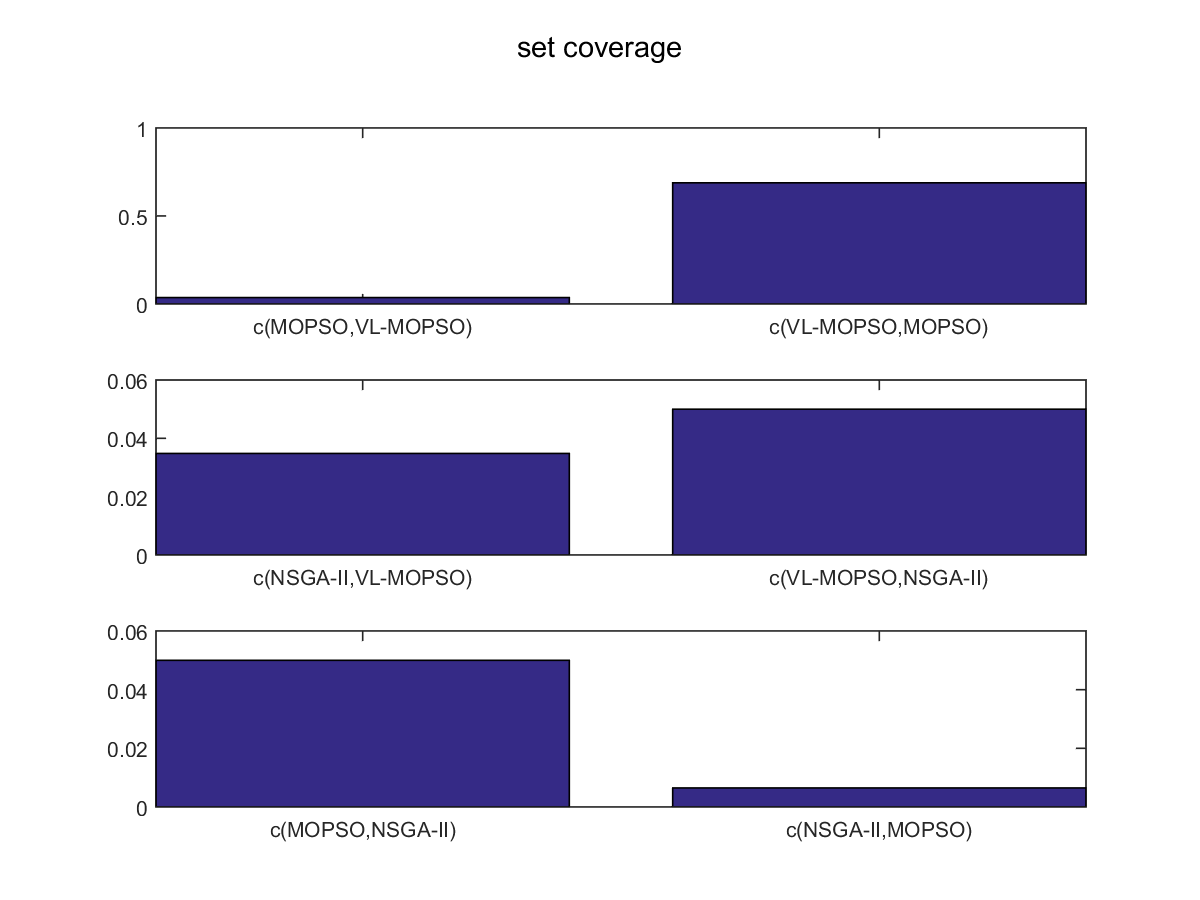 set coverage
1
0.5
0
c(MOPSO,VL-MOPSO) c(VL-MOPSO,MOPSO)
0.06
0.04
0.02
0
c(NSGA-II,VL-MOPSO) c(VL-MOPSO,NSGA-II)
0.06
0.04
0.02
0
c(MOPSO,NSGA-II) c(NSGA-II,MOPSO)